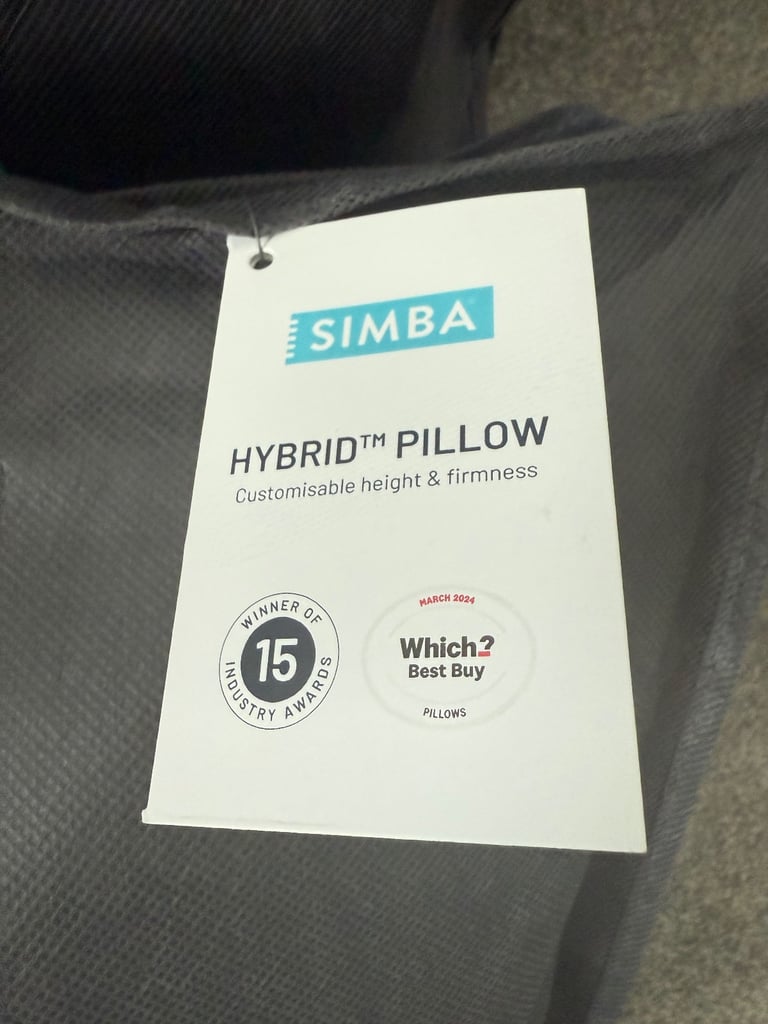 SIMBA
HYBRID™ PILLOW
Customisable height & firmness
WINNER OF
15
INDUSTRY AWARDS
MARCH 2024
Which?
Best Buy
PILLOWS